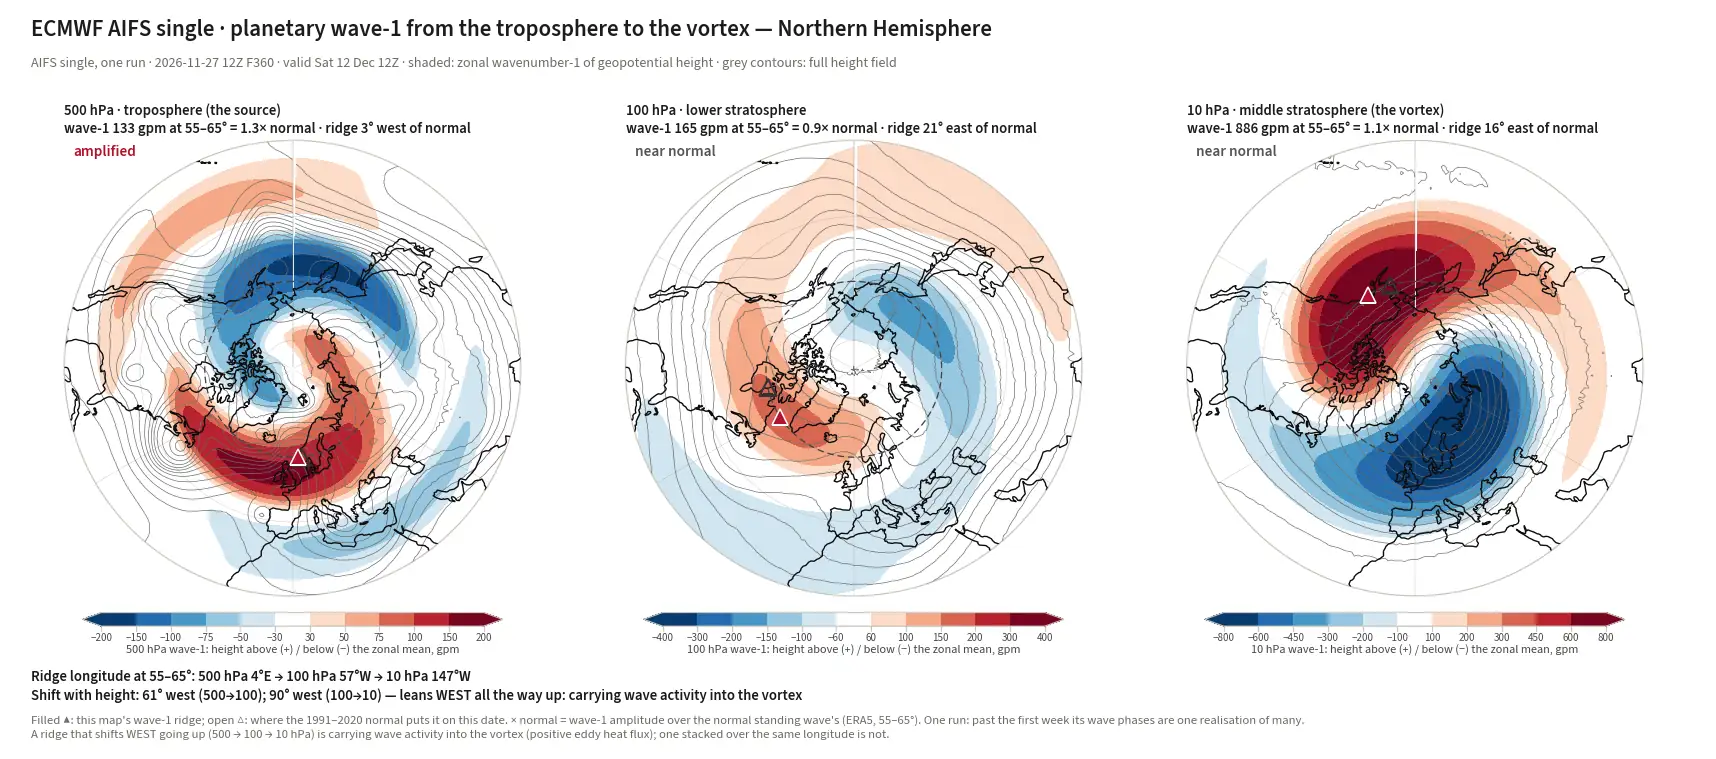 ECMWF AIFS single · planetary wave-1 from the troposphere to the vortex — Northern Hemisphere
AIFS single, one run · 2026-11-27 12Z F360 · valid Sat 12 Dec 12Z · shaded: zonal wavenumber-1 of geopotential height · grey contours: full height field
500 hPa · troposphere (the source)
wave-1 133 gpm at 55–65° = 1.3× normal · ridge 3° west of normal
amplified
100 hPa · lower stratosphere
wave-1 165 gpm at 55–65° = 0.9× normal · ridge 21° east of normal
near normal
10 hPa · middle stratosphere (the vortex)
wave-1 886 gpm at 55–65° = 1.1× normal · ridge 16° east of normal
near normal
−200 −150 −100 −75 −50 −30 30 50 75 100 150 200
500 hPa wave-1: height above (+) / below (−) the zonal mean, gpm
−400 −300 −200 −150 −100 −60 60 100 150 200 300 400
100 hPa wave-1: height above (+) / below (−) the zonal mean, gpm
−800 −600 −450 −300 −200 −100 100 200 300 450 600 800
10 hPa wave-1: height above (+) / below (−) the zonal mean, gpm
Ridge longitude at 55–65°: 500 hPa 4°E → 100 hPa 57°W → 10 hPa 147°W
Shift with height: 61° west (500→100); 90° west (100→10) — leans WEST all the way up: carrying wave activity into the vortex
Filled ▲: this map's wave-1 ridge; open △: where the 1991–2020 normal puts it on this date. × normal = wave-1 amplitude over the normal standing wave's (ERA5, 55–65°). One run: past the first week its wave phases are one realisation of many.
A ridge that shifts WEST going up (500 → 100 → 10 hPa) is carrying wave activity into the vortex (positive eddy heat flux); one stacked over the same longitude is not.